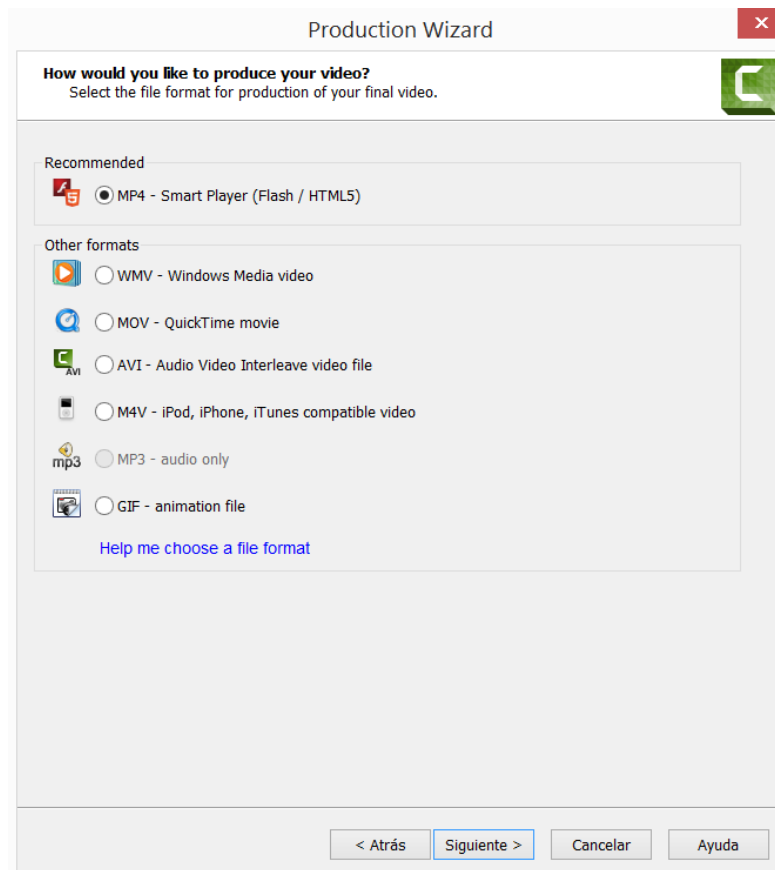 Production Wizard
How would you like to produce your video?
Select the file format for production of your final video.
Recommended
MP4 - Smart Player (Flash / HTML5)
Other formats
WMV - Windows Media video
MOV - QuickTime movie
AVI - Audio Video Interleave video file
M4V - iPod, iPhone, iTunes compatible video
MP3 - audio only
GIF - animation file
Help me choose a file format
< Atrás Siguiente > Cancelar Ayuda